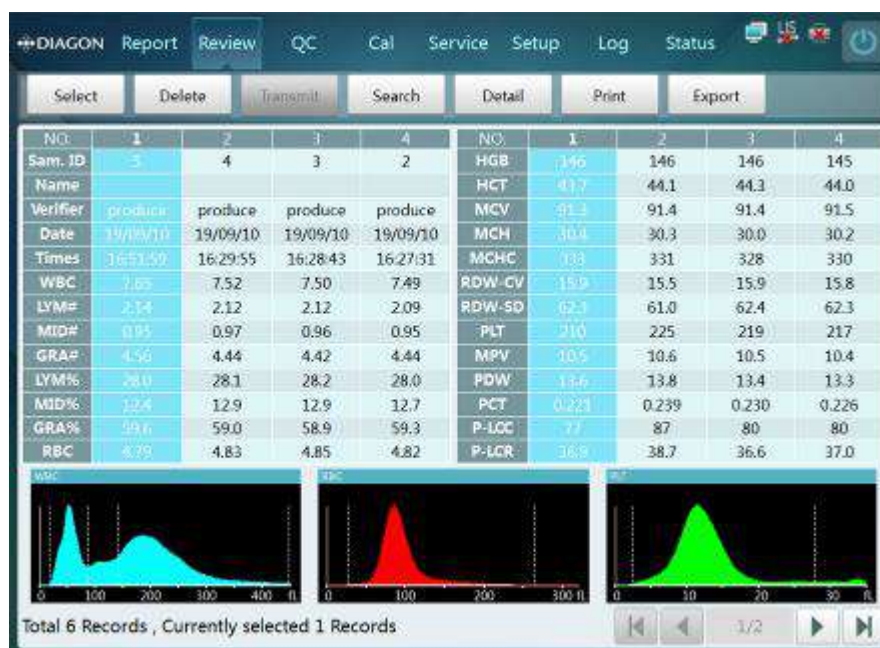 DIAGON Report Review QC Cal Service Setup Log Status LIS
Select Delete Transmit Search Detail Print Export
NO. 1 2 3 4 NO. 1 2 3 4
Sam. ID 5 4 3 2 HGB 146 146 146 145
Name HCT 43.7 44.1 44.3 44.0
Verifier produce produce produce produce MCV 91.3 91.4 91.4 91.5
Date 19/09/10 19/09/10 19/09/10 19/09/10 MCH 30.4 30.3 30.0 30.2
Times 16:51:59 16:29:55 16:28:43 16:27:31 MCHC 333 331 328 330
WBC 7.65 7.52 7.50 7.49 RDW-CV 15.9 15.5 15.9 15.8
LYM# 2.14 2.12 2.12 2.09 RDW-SD 62.3 61.0 62.4 62.3
MID# 0.95 0.97 0.96 0.95 PLT 210 225 219 217
GRA# 4.56 4.44 4.42 4.44 MPV 10.5 10.6 10.5 10.4
LYM% 28.0 28.1 28.2 28.0 PDW 13.6 13.8 13.4 13.3
MID% 12.4 12.9 12.9 12.7 PCT 0.221 0.239 0.230 0.226
GRA% 59.6 59.0 58.9 59.3 P-LCC 77 87 80 80
RBC 4.79 4.83 4.85 4.82 P-LCR 36.9 38.7 36.6 37.0
WBC RBC PLT
0 100 200 300 400 fL 0 100 200 300 fL 0 10 20 30 fL
Total 6 Records , Currently selected 1 Records 1/2